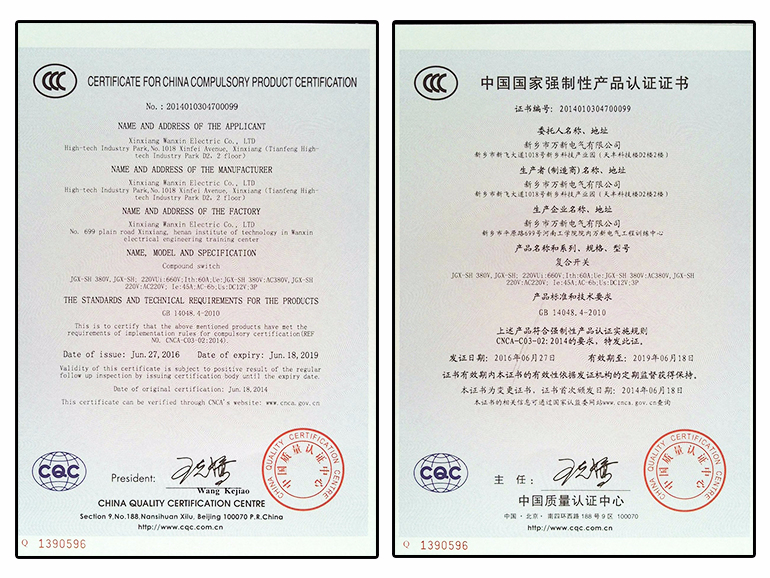 CCC
CERTIFICATE FOR CHINA COMPULSORY PRODUCT CERTIFICATION
No.: 2014010304700099
NAME AND ADDRESS OF THE APPLICANT
Xinxiang Wanxin Electric Co., LTD
High-tech Industry Park,No.1018 Xinfei Avenue, Xinxiang (Tianfeng High-
tech Industry Park D2, 2 floor)
NAME AND ADDRESS OF THE MANUFACTURER
Xinxiang Wanxin Electric Co., LTD
High-tech Industry Park,No.1018 Xinfei Avenue, Xinxiang (Tianfeng High-
tech Industry Park D2, 2 floor)
NAME AND ADDRESS OF THE FACTORY
Xinxiang Wanxin Electric Co., LTD
No. 699 plain road Xinxiang, henan institute of technology in Wanxin
electrical engineering training center
NAME, MODEL AND SPECIFICATION
Compound switch
JGX-SH 380V, JGX-SH; 220VUi:660V;Ith:60A;Ue:JGX-SH 380V:AC380V,JGX-SH
220V:AC220V; Ie:45A;AC-6b;Us:DC12V;3P
THE STANDARDS AND TECHNICAL REQUIREMENTS FOR THE PRODUCTS
GB 14048.4-2010
This is to certify that the above mentioned products have met the
requirements of implementation rules for compulsory certification(REF
NO. CNCA-C03-02:2014).
Date of issue: Jun.27,2016 Date of expiry: Jun.18,2019
Validity of this certificate is subject to positive result of the regular
follow up inspection by issuing certification body until the expiry date.
Date of original certification: Jun.18,2014
This certificate can be verified through CNCA's website: www.cnca.gov.cn
CQC
President:
Wang Kejiao
CHINA QUALITY CERTIFICATION CENTRE
中国质量认证中心
CHINA QUALITY CERTIFICATION CENTRE
Section 9,No.188,Nansihuan Xilu, Beijing 100070 P.R.China
http://www.cqc.com.cn
Q 1390596
CCC
中国国家强制性产品认证证书
证书编号: 2014010304700099
委托人名称、地址
新乡市万新电气有限公司
新乡市新飞大道1018号新乡科技产业园（天丰科技楼D2楼2楼）
生产者(制造商)名称、地址
新乡市万新电气有限公司
新乡市新飞大道1018号新乡科技产业园（天丰科技楼D2楼2楼）
生产企业名称、地址
新乡市万新电气有限公司
新乡市平原路699号河南工学院院内万新电气工程训练中心
产品名称和系列、规格、型号
复合开关
JGX-SH 380V, JGX-SH; 220VUi:660V;Ith:60A;Ue:JGX-SH 380V:AC380V,JGX-SH
220V:AC220V; Ie:45A;AC-6b;Us:DC12V;3P
产品标准和技术要求
GB 14048.4-2010
上述产品符合强制性产品认证实施规则
CNCA-C03-02:2014的要求，特发此证。
发证日期: 2016年06月27日 有效期至: 2019年06月18日
证书有效期内本证书的有效性依据发证机构的定期监督获得保持。
本证书为变更证书，证书首次颁发日期: 2014年06月18日
本证书的相关信息可通过国家认监委网站www.cnca.gov.cn查询
CQC
主 任:
CHINA QUALITY CERTIFICATION CENTRE
中国质量认证中心
中国质量认证中心
中国·北京·南四环西路188号9区 100070
http://www.cqc.com.cn
Q 1390596